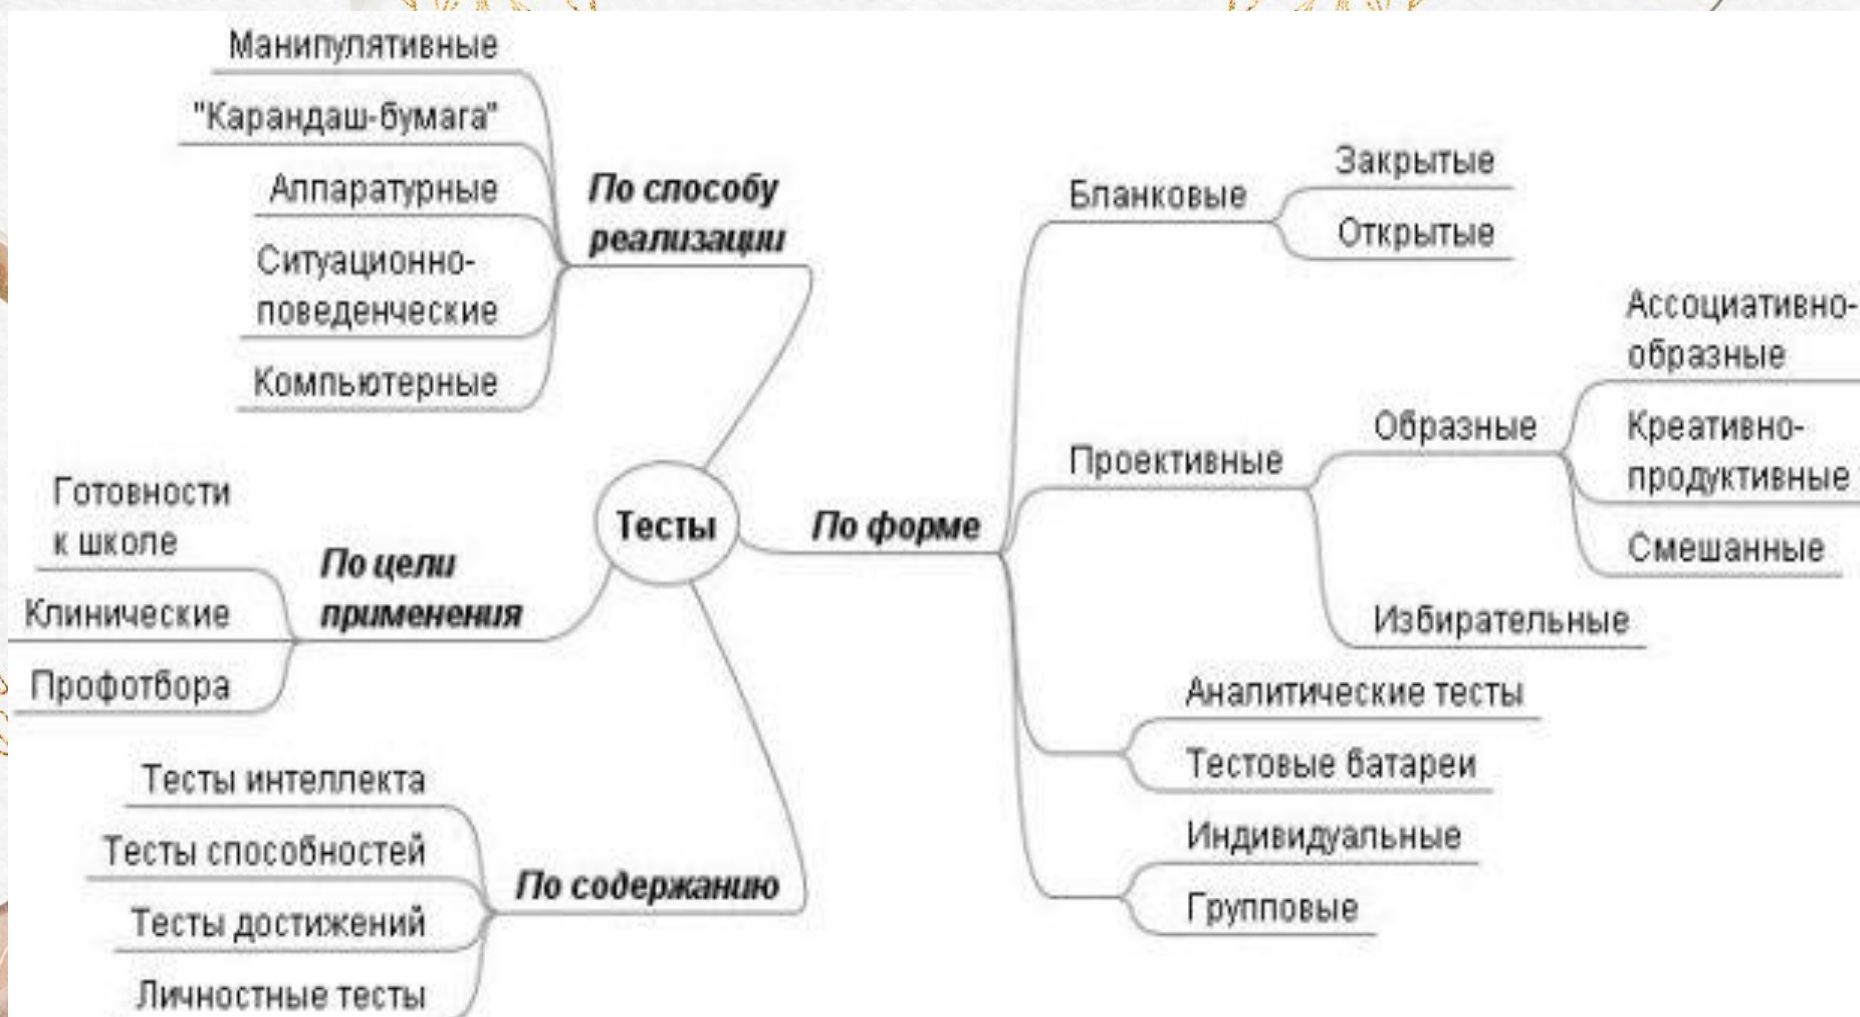 Манипулятивные
"Карандаш-бумага"
Аппаратурные
Ситуационно-
поведенческие
Компьютерные
По способу
реализации
Готовности
к школе
Клинические
Профотбора
По цели
применения
Тесты
Тесты интеллекта
Тесты способностей
Тесты достижений
Личностные тесты
По содержанию
По форме
Бланковые
Закрытые
Открытые
Проективные
Образные
Ассоциативно-
образные
Креативно-
продуктивные
Смешанные
Избирательные
Аналитические тесты
Тестовые батареи
Индивидуальные
Групповые